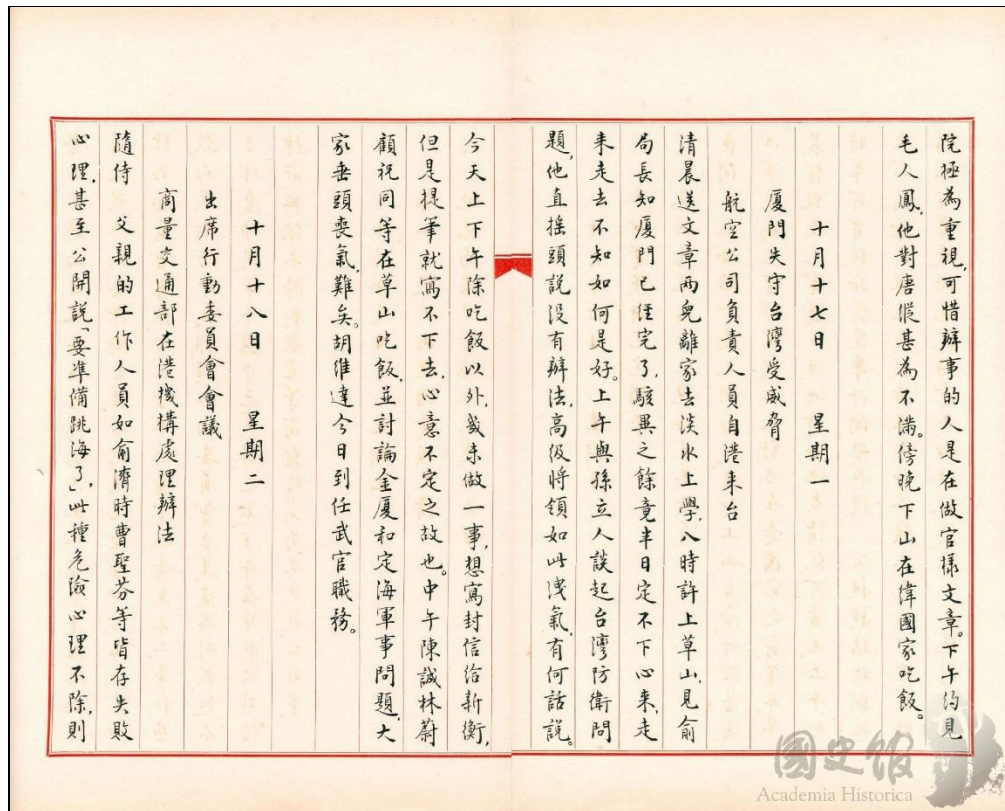 院極為重視，可惜辦事的人是在做官樣文章。下午約見
毛人鳳，他對唐縱甚為不滿。傍晚下山在偉國家吃飯。
十月十七日　星期一
厦門失守台灣受威脅
航空公司負責人員自港来台
清晨送文章兩兒離家去淡水上學，八時許上草山，見俞
局長知厦門已經完了，駭異之餘竟半日定不下心来，走
来走去不知如何是好。上午與孫立人談起台灣防衛問
題，他直摇頭說没有辦法，高级將領如此洩氣，有何話說。
今天上下午除吃飯以外，幾未做一事，想寫封信给新衡，
但是提筆就寫不下去，心意不定之故也。中午陳誠林蔚
顧祝同等在草山吃飯，並討論金厦和定海軍事問題，大
家垂頭喪氣，難矣。胡維達今日到任武官職務。
十月十八日　星期二
出席行動委員會會議
商量交通部在港機構處理辦法
隨侍　父親的工作人員如俞濟時曹聖芬等皆存失敗
心理，甚至公開說「要準備跳海了」，此種危險心理不除，則
國史館
Academia Historica